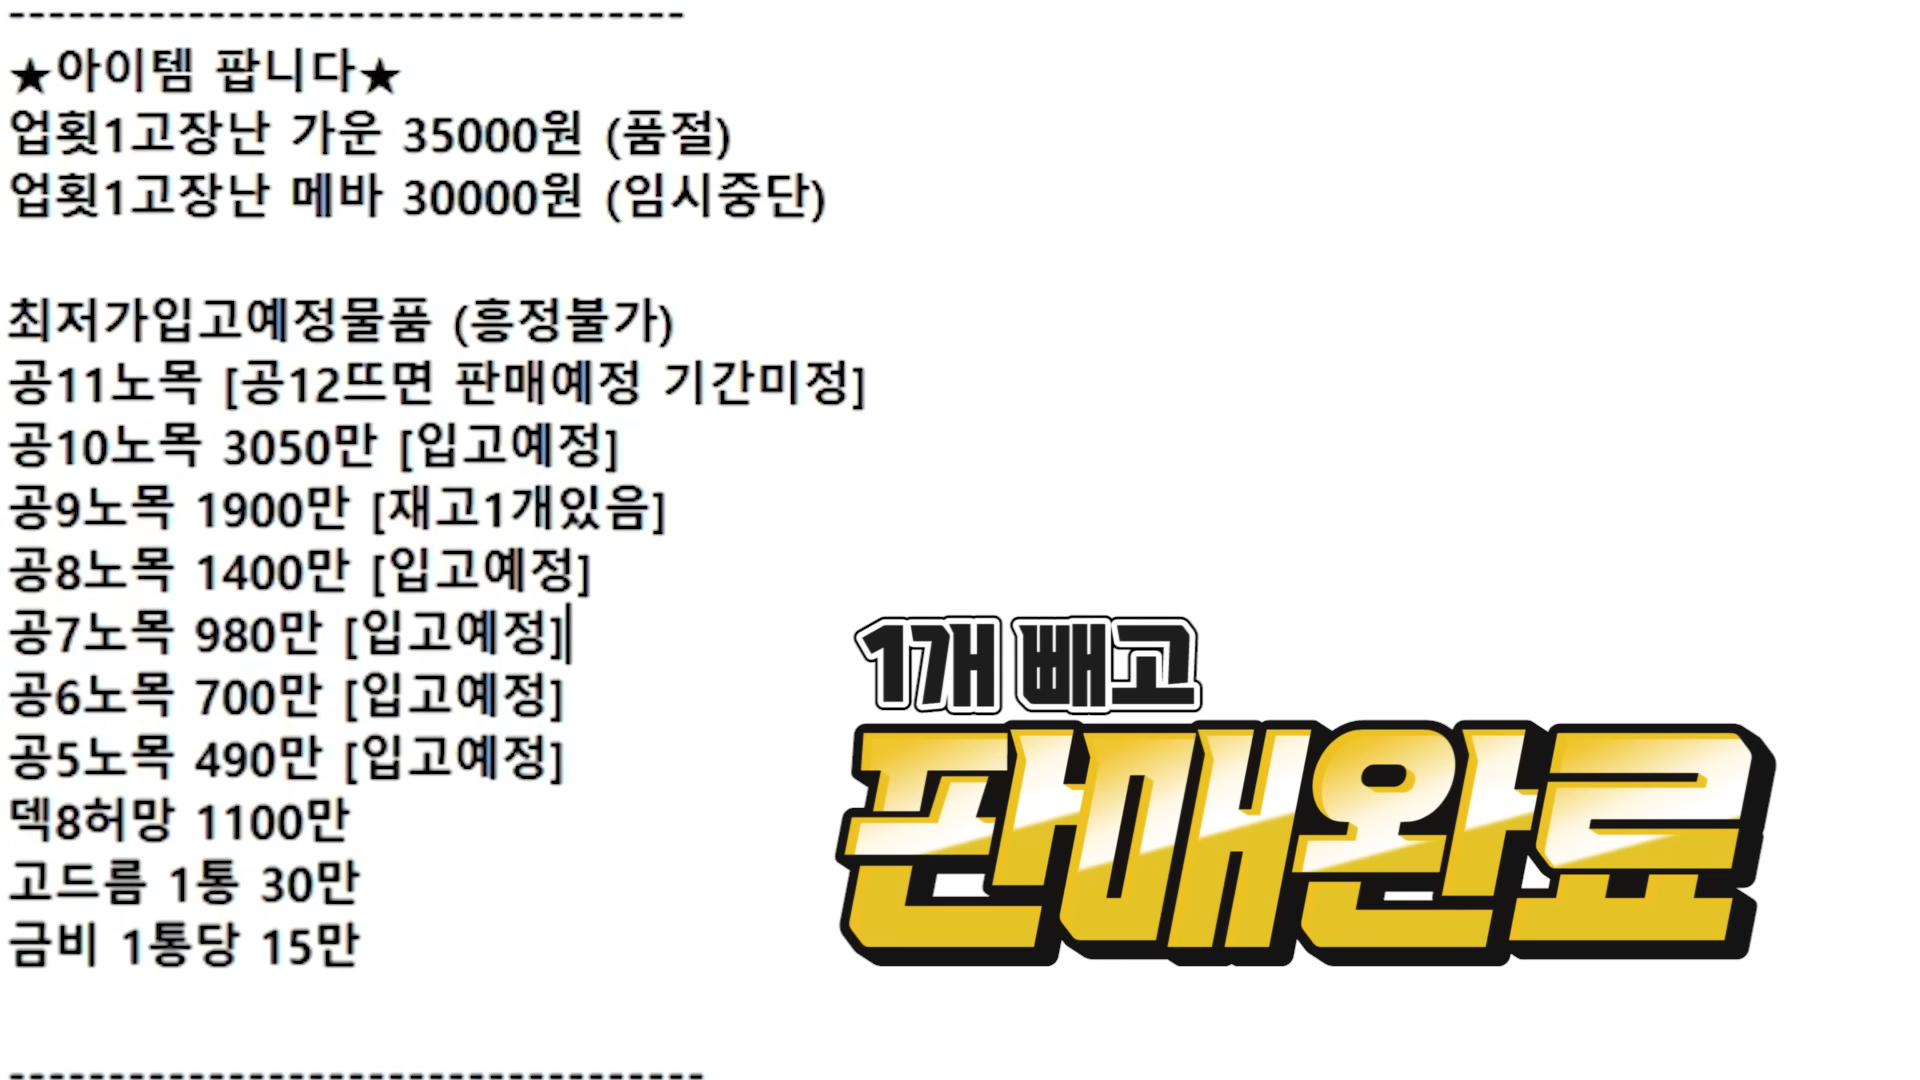 ------------------------------------
★아이템 팝니다★
업횟1고장난 가운 35000원 (품절)
업횟1고장난 메바 30000원 (임시중단)
최저가입고예정물품 (흥정불가)
공11노목 [공12뜨면 판매예정 기간미정]
공10노목 3050만 [입고예정]
공9노목 1900만 [재고1개있음]
공8노목 1400만 [입고예정]
공7노목 980만 [입고예정]
공6노목 700만 [입고예정]
공5노목 490만 [입고예정]
덱8허망 1100만
고드름 1통 30만
금비 1통당 15만
1개 빼고
판매완료
-------------------------------------